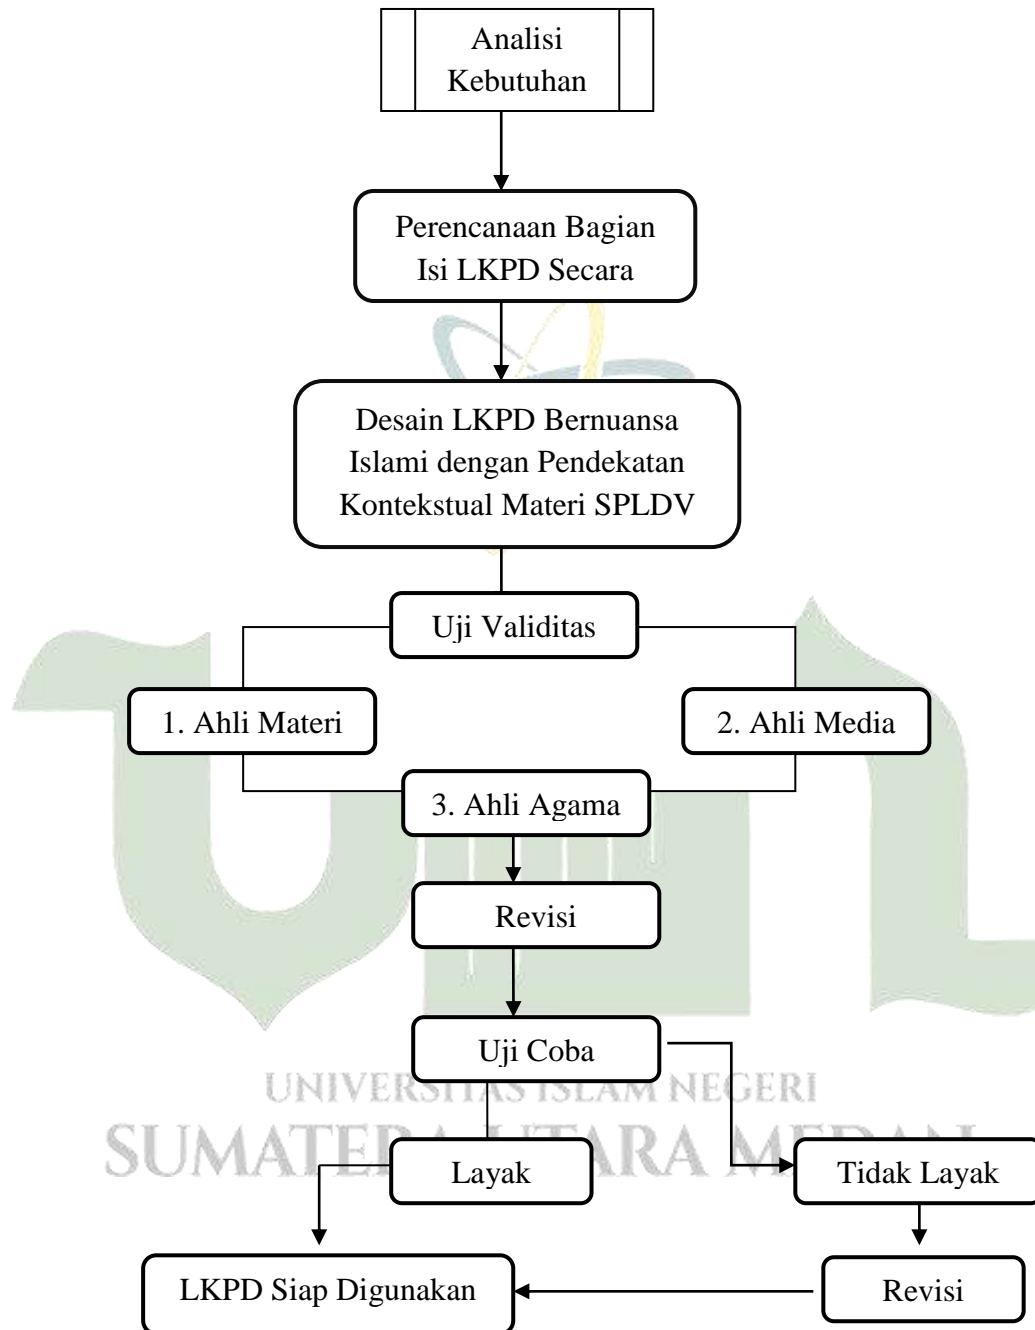 Analisi
Kebutuhan
Perencanaan Bagian
Isi LKPD Secara
Desain LKPD Bernuansa
Islami dengan Pendekatan
Kontekstual Materi SPLDV
Uji Validitas
1. Ahli Materi
2. Ahli Media
3. Ahli Agama
Revisi
Uji Coba
UNIVERSITAS ISLAM NEGERI
SUMATERA UTARA MEDAN
Layak
Tidak Layak
LKPD Siap Digunakan
Revisi